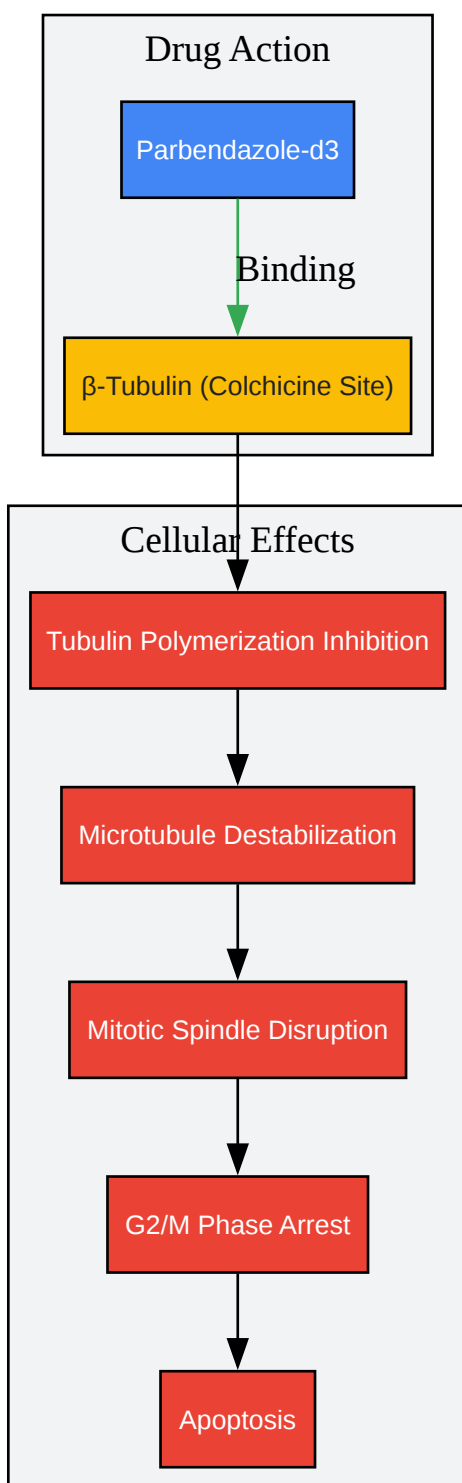 Drug Action
Parbendazole-d3
Binding
β-Tubulin (Colchicine Site)
Cellular Effects
Tubulin Polymerization Inhibition
Microtubule Destabilization
Mitotic Spindle Disruption
G2/M Phase Arrest
Apoptosis